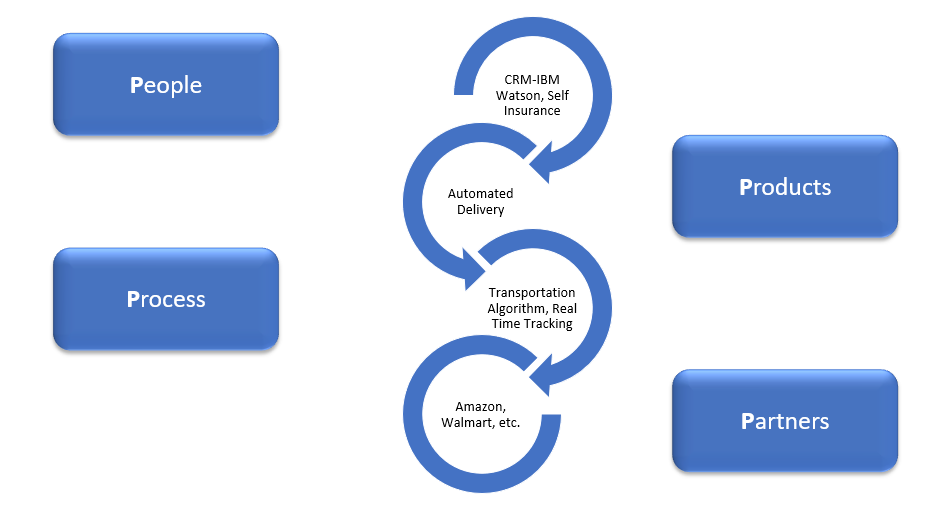 People
CRM-IBM
Watson, Self
Insurance
Products
Automated
Delivery
Process
Transportation
Algorithm, Real
Time Tracking
Partners
Amazon,
Walmart, etc.